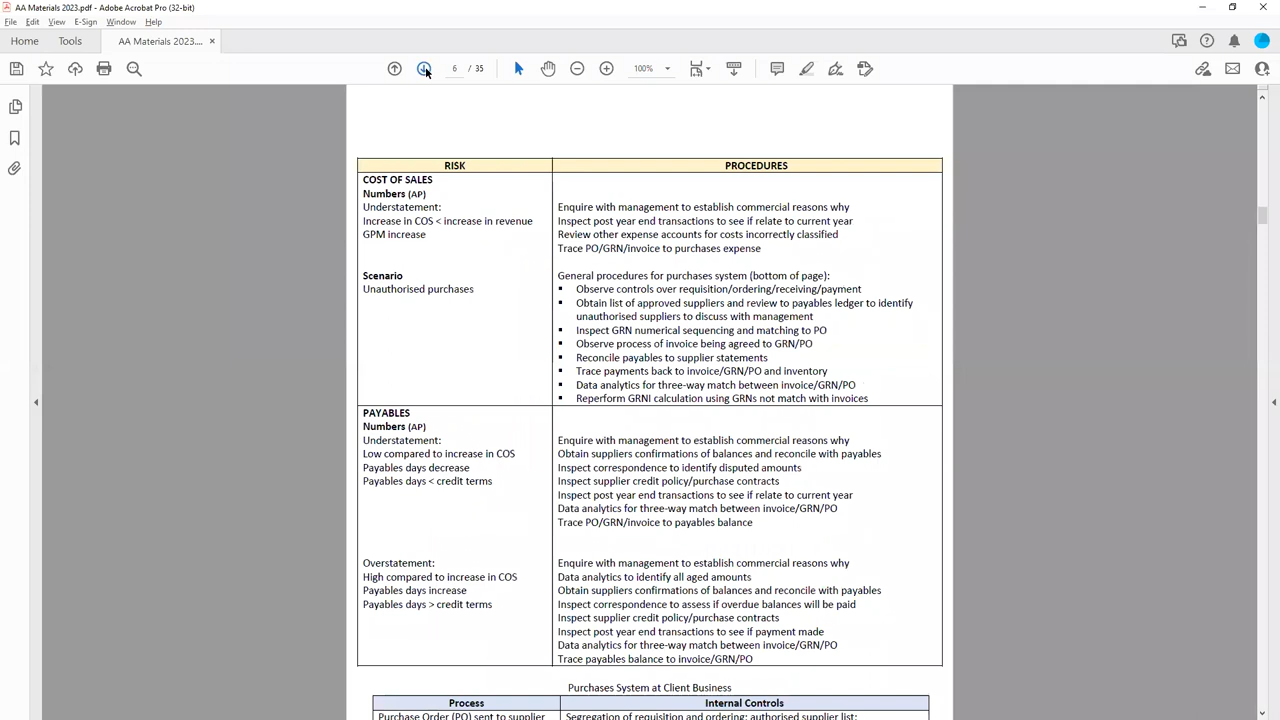 AA Materials 2023.pdf - Adobe Acrobat Pro (32-bit)
File Edit View E-Sign Window Help
Home Tools AA Materials 2023.... ×
6 / 35 100%
RISK PROCEDURES
COST OF SALES
Numbers (AP)
Understatement: Enquire with management to establish commercial reasons why
Increase in COS < increase in revenue Inspect post year end transactions to see if relate to current year
GPM increase Review other expense accounts for costs incorrectly classified
Trace PO/GRN/invoice to purchases expense
Scenario General procedures for purchases system (bottom of page):
Unauthorised purchases ▪ Observe controls over requisition/ordering/receiving/payment
▪ Obtain list of approved suppliers and review to payables ledger to identify
unauthorised suppliers to discuss with management
▪ Inspect GRN numerical sequencing and matching to PO
▪ Observe process of invoice being agreed to GRN/PO
▪ Reconcile payables to supplier statements
▪ Trace payments back to invoice/GRN/PO and inventory
▪ Data analytics for three-way match between invoice/GRN/PO
▪ Reperform GRNI calculation using GRNs not match with invoices
PAYABLES
Numbers (AP)
Understatement: Enquire with management to establish commercial reasons why
Low compared to increase in COS Obtain suppliers confirmations of balances and reconcile with payables
Payables days decrease Inspect correspondence to identify disputed amounts
Payables days < credit terms Inspect supplier credit policy/purchase contracts
Inspect post year end transactions to see if relate to current year
Data analytics for three-way match between invoice/GRN/PO
Trace PO/GRN/invoice to payables balance
Overstatement: Enquire with management to establish commercial reasons why
High compared to increase in COS Data analytics to identify all aged amounts
Payables days increase Obtain suppliers confirmations of balances and reconcile with payables
Payables days > credit terms Inspect correspondence to assess if overdue balances will be paid
Inspect supplier credit policy/purchase contracts
Inspect post year end transactions to see if payment made
Data analytics for three-way match between invoice/GRN/PO
Trace payables balance to invoice/GRN/PO
Purchases System at Client Business
Process Internal Controls
Purchase Order (PO) sent to supplier Segregation of requisition and ordering; authorised supplier list;